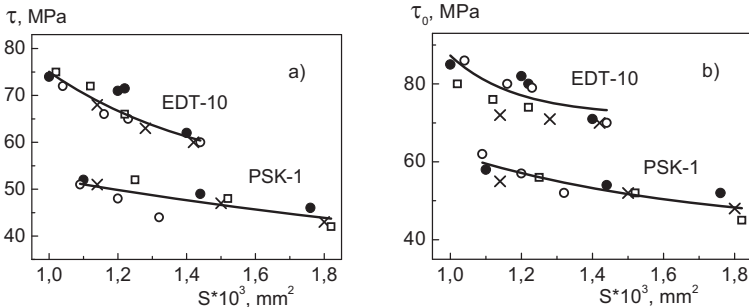 τ, MPa
80
70
60
50
40
a)
EDT-10
PSK-1
1,0 1,2 1,4 1,6 1,8
S*10³, mm²
τ₀, MPa
100
80
60
40
b)
EDT-10
PSK-1
1,0 1,2 1,4 1,6 1,8
S*10³, mm²